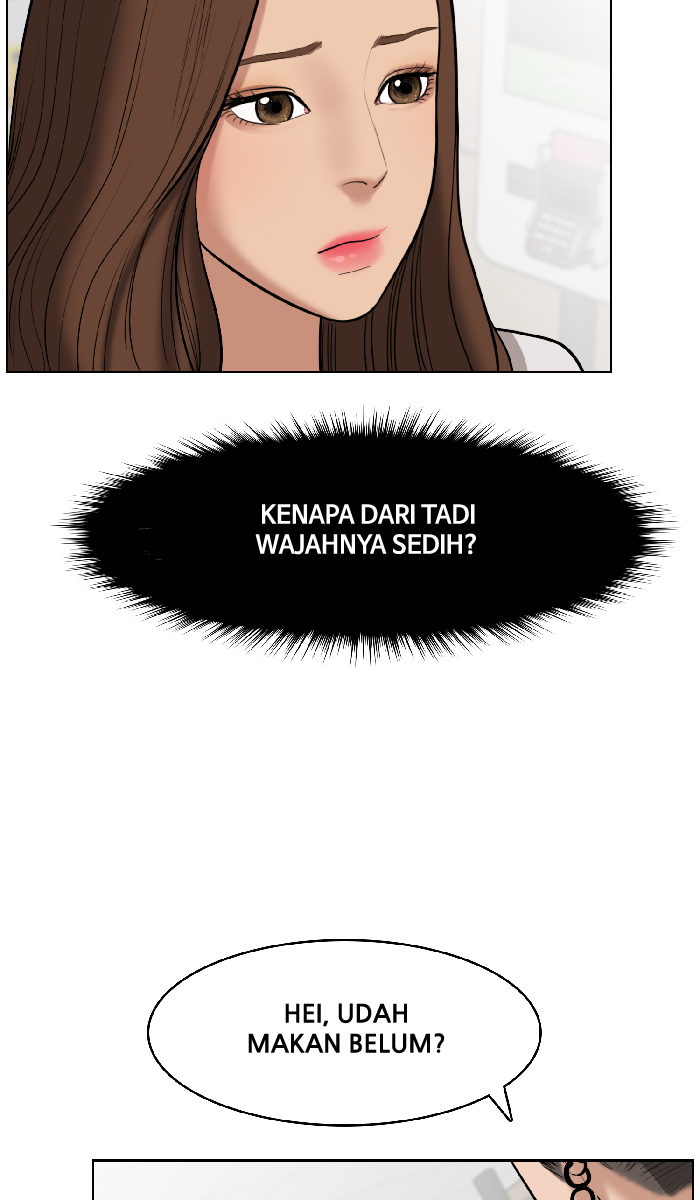 KENAPA DARI TADI
WAJAHNYA SEDIH?
HEI, UDAH
MAKAN BELUM?